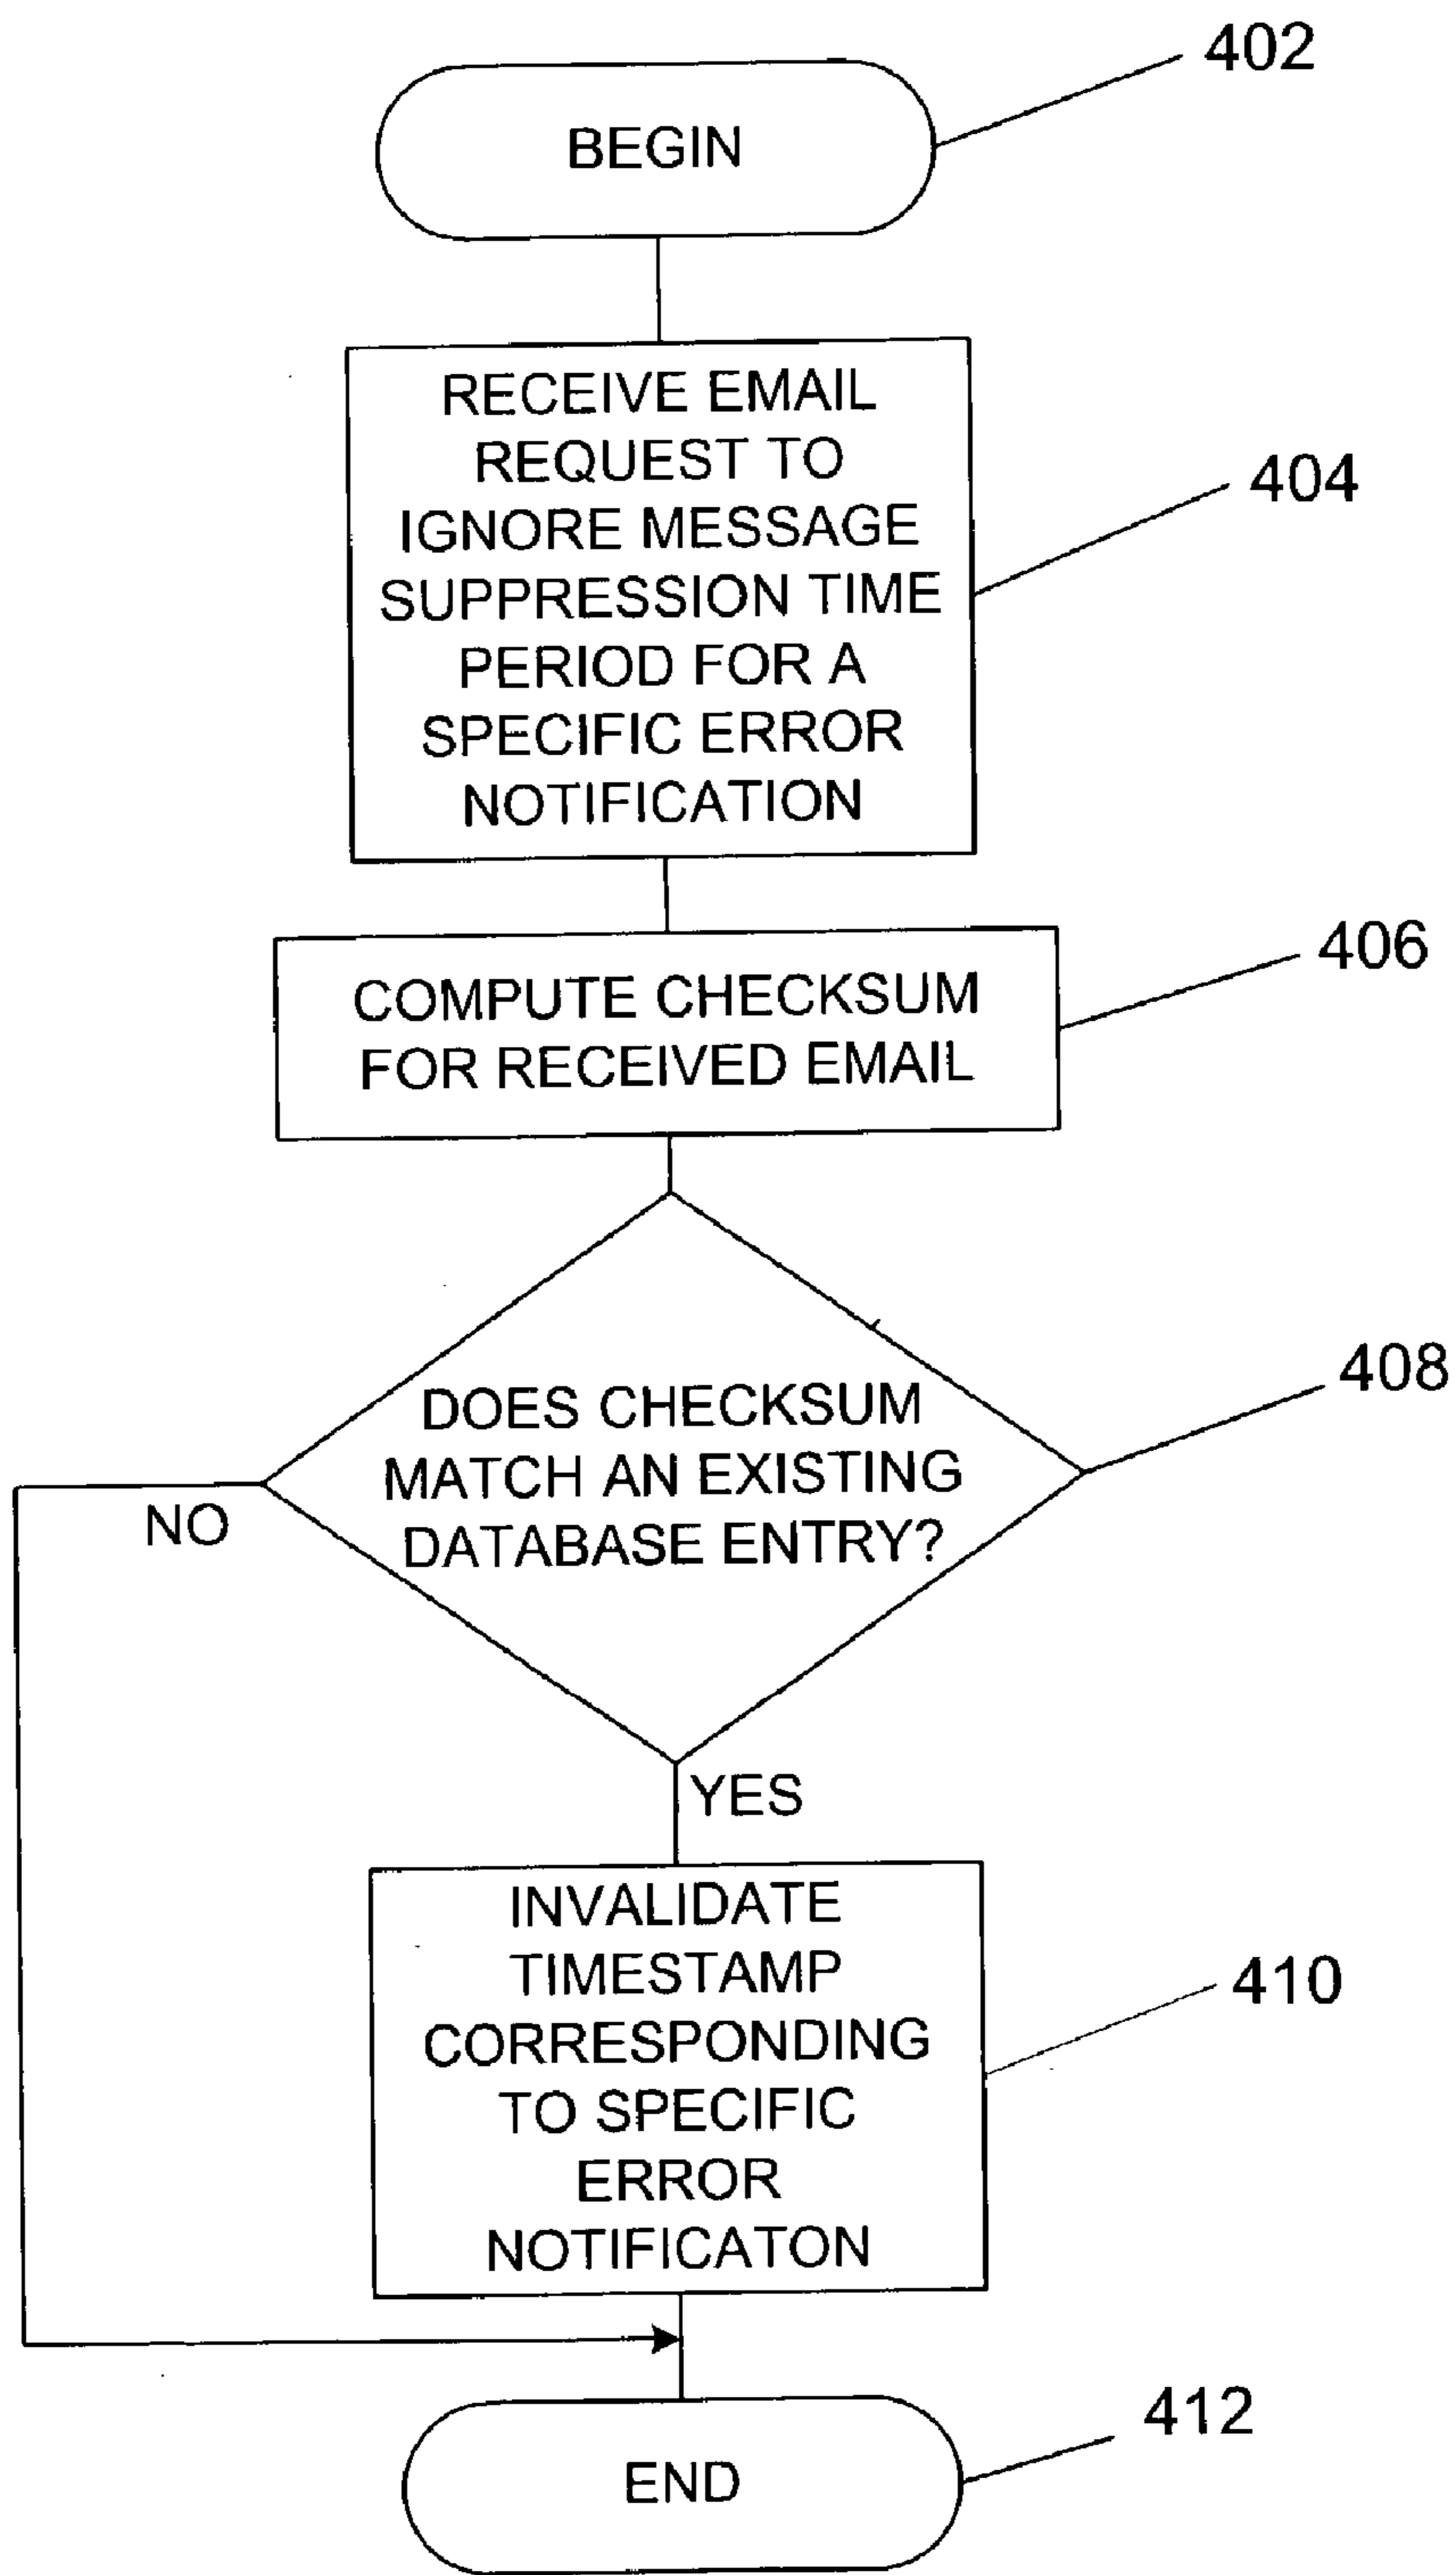 402
BEGIN
RECEIVE EMAIL
REQUEST TO
IGNORE MESSAGE
SUPPRESSION TIME
PERIOD FOR A
SPECIFIC ERROR
NOTIFICATION
404
COMPUTE CHECKSUM
FOR RECEIVED EMAIL
406
DOES CHECKSUM
MATCH AN EXISTING
DATABASE ENTRY?
408
NO
YES
INVALIDATE
TIMESTAMP
CORRESPONDING
TO SPECIFIC
ERROR
NOTIFICATON
410
END
412